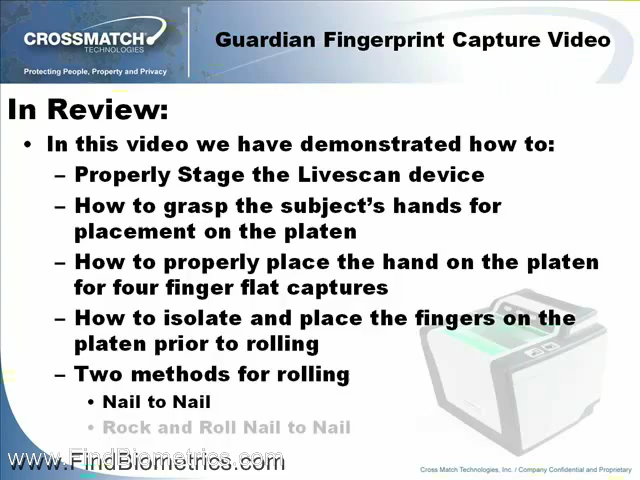 CROSSMATCH
TECHNOLOGIES
Protecting People, Property and Privacy
Guardian Fingerprint Capture Video
In Review:
• In this video we have demonstrated how to:
– Properly Stage the Livescan device
– How to grasp the subject's hands for
placement on the platen
– How to properly place the hand on the platen
for four finger flat captures
– How to isolate and place the fingers on the
platen prior to rolling
– Two methods for rolling
• Nail to Nail
• Rock and Roll Nail to Nail
www.FindBiometrics.com
Cross Match Technologies, Inc. / Company Confidential and Proprietary